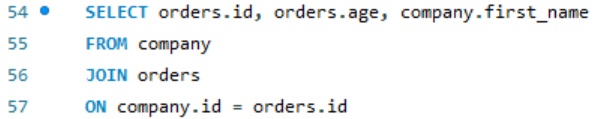 54 SELECT orders.id, orders.age, company.first_name
55 FROM company
56 JOIN orders
57 ON company.id = orders.id